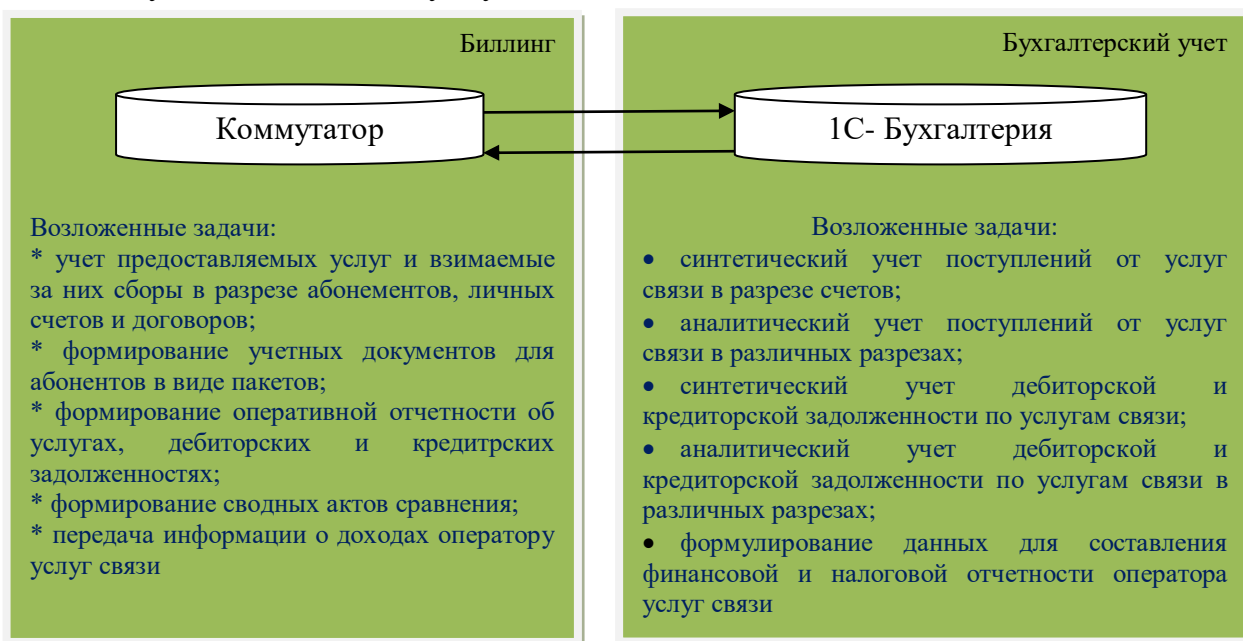 Биллинг
Коммутатор
Возложенные задачи:
* учет предоставляемых услуг и взимаемые
за них сборы в разрезе абонементов, личных
счетов и договоров;
* формирование учетных документов для
абонентов в виде пакетов;
* формирование оперативной отчетности об
услугах, дебиторских и кредитрских
задолженностях;
* формирование сводных актов сравнения;
* передача информации о доходах оператору
услуг связи
Бухгалтерский учет
1С- Бухгалтерия
Возложенные задачи:
• синтетический учет поступлений от услуг
связи в разрезе счетов;
• аналитический учет поступлений от услуг
связи в различных разрезах;
• синтетический учет дебиторской и
кредиторской задолженности по услугам связи;
• аналитический учет дебиторской и
кредиторской задолженности по услугам связи в
различных разрезах;
• формулирование данных для составления
финансовой и налоговой отчетности оператора
услуг связи